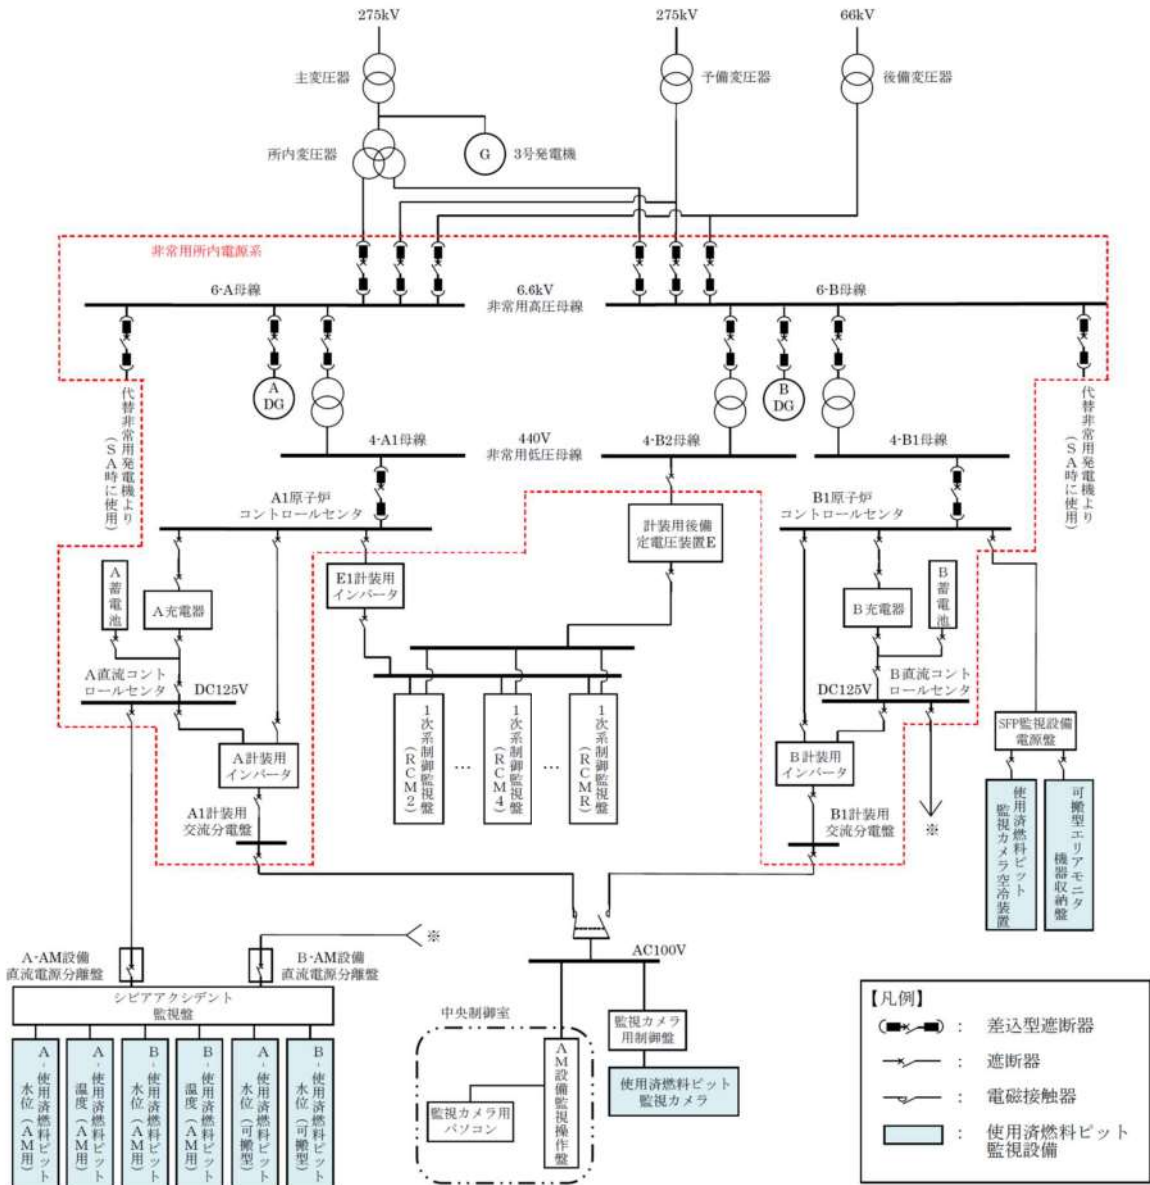 275kV
275kV
66kV
主変圧器
予備変圧器
後備変圧器
所内変圧器
G
3号発電機
非常用所内電源系
6-A母線
6.6kV
非常用高圧母線
6-B母線
A
DG
B
DG
代替非常用発電機より
(SA時に使用)
代替非常用発電機より
(SA時に使用)
4-A1母線
440V
非常用低圧母線
4-B2母線
4-B1母線
A1原子炉
コントロールセンタ
計装用後備
定電圧装置E
B1原子炉
コントロールセンタ
A蓄電池
A充電器
E1計装用
インバータ
B充電器
B蓄電池
A直流コント
ロールセンタ
DC125V
DC125V
B直流コント
ロールセンタ
1次系制御監視盤
(RCM2)
…
1次系制御監視盤
(RCM4)
…
1次系制御監視盤
(RCMR)
A計装用
インバータ
B計装用
インバータ
SFP監視設備
電源盤
A1計装用
交流分電盤
B1計装用
交流分電盤
※
使用済燃料ピット
監視カメラ空冷装置
可搬型エリアモニタ
機器収納盤
※
A-AM設備
直流電源分離盤
B-AM設備
直流電源分離盤
AC100V
シビアアクシデント
監視盤
A-使用済燃料ピット
水位(AM用)
A-使用済燃料ピット
温度(AM用)
B-使用済燃料ピット
水位(AM用)
B-使用済燃料ピット
温度(AM用)
A-使用済燃料ピット
水位(可搬型)
B-使用済燃料ピット
水位(可搬型)
中央制御室
監視カメラ用
パソコン
AM設備監視操作盤
監視カメラ
用制御盤
使用済燃料ピット
監視カメラ
【凡例】
: 差込型遮断器
: 遮断器
: 電磁接触器
: 使用済燃料ピット
監視設備